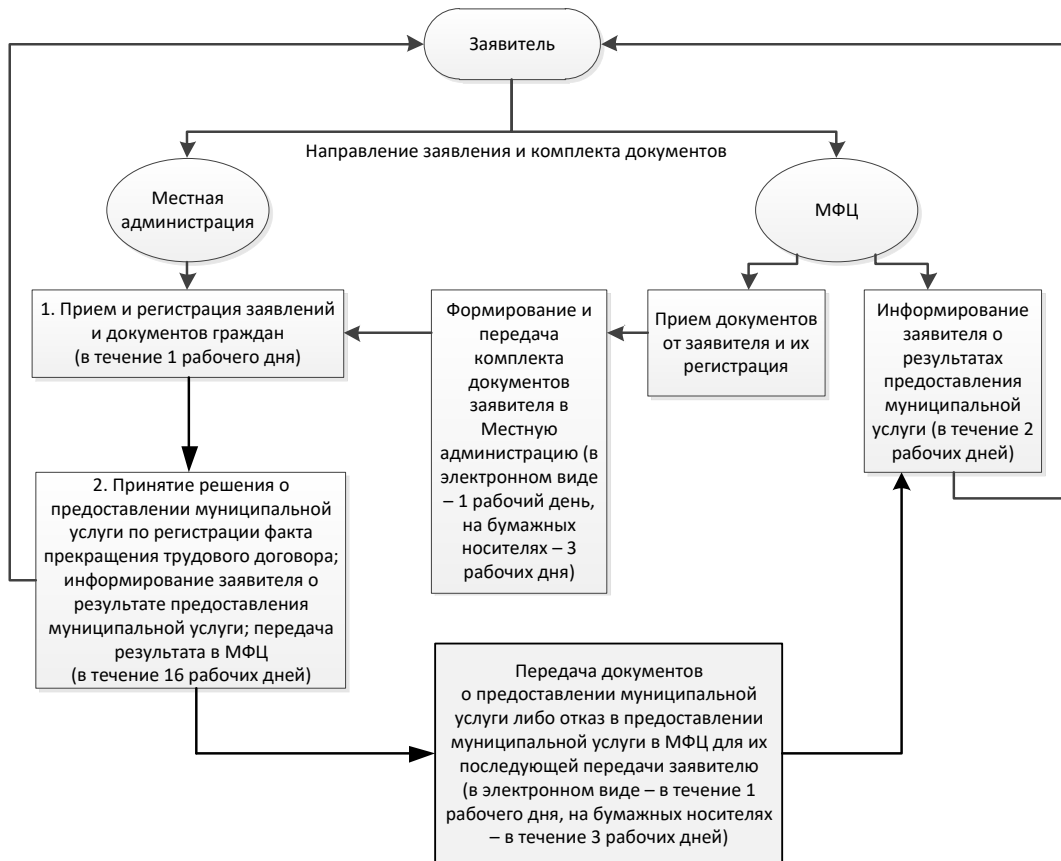 Заявитель
Направление заявления и комплекта документов
Местная
администрация
МФЦ
1. Прием и регистрация заявлений
и документов граждан
(в течение 1 рабочего дня)
Формирование и
передача
комплекта
документов
заявителя в
Местную
администрацию (в
электронном виде
– 1 рабочий день,
на бумажных
носителях – 3
рабочих дня)
Прием документов
от заявителя и их
регистрация
Информирование
заявителя о
результатах
предоставления
муниципальной
услуги (в течение 2
рабочих дней)
2. Принятие решения о
предоставлении муниципальной
услуги по регистрации факта
прекращения трудового договора;
информирование заявителя о
результате предоставления
муниципальной услуги; передача
результата в МФЦ
(в течение 16 рабочих дней)
Передача документов
о предоставлении муниципальной
услуги либо отказ в предоставлении
муниципальной услуги в МФЦ для их
последующей передачи заявителю
(в электронном виде – в течение 1
рабочего дня, на бумажных носителях
– в течение 3 рабочих дней)